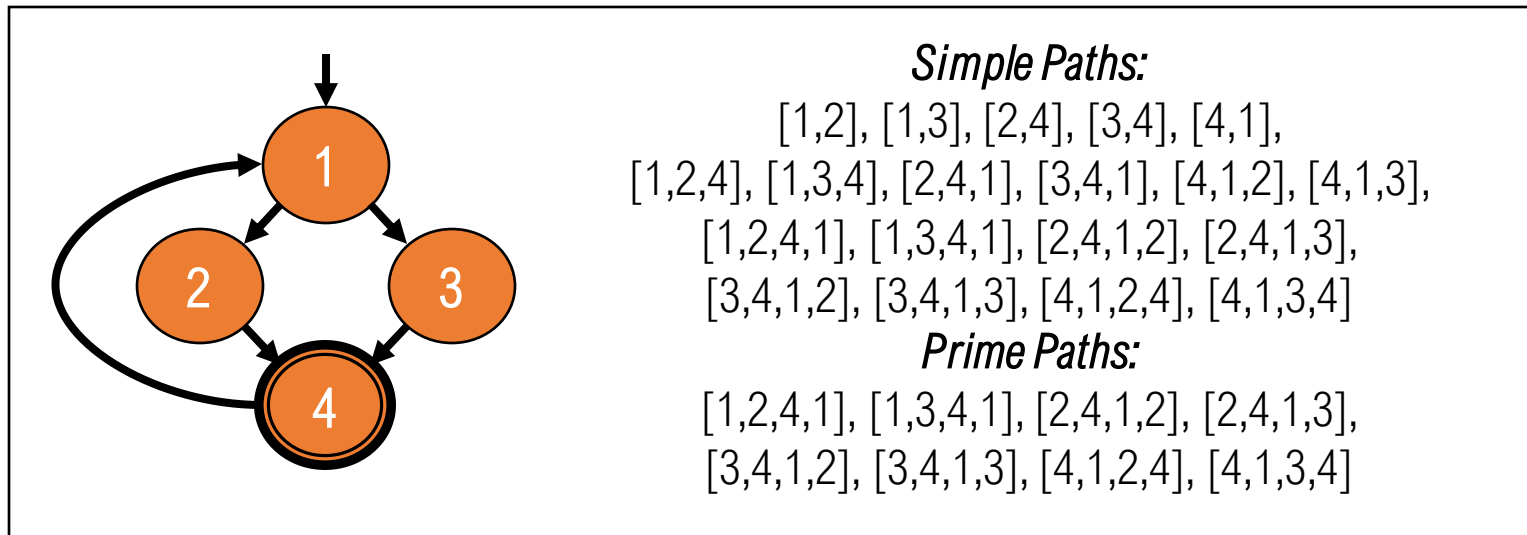 1
2
3
4
Simple Paths:
[1,2], [1,3], [2,4], [3,4], [4,1],
[1,2,4], [1,3,4], [2,4,1], [3,4,1], [4,1,2], [4,1,3],
[1,2,4,1], [1,3,4,1], [2,4,1,2], [2,4,1,3],
[3,4,1,2], [3,4,1,3], [4,1,2,4], [4,1,3,4]
Prime Paths:
[1,2,4,1], [1,3,4,1], [2,4,1,2], [2,4,1,3],
[3,4,1,2], [3,4,1,3], [4,1,2,4], [4,1,3,4]